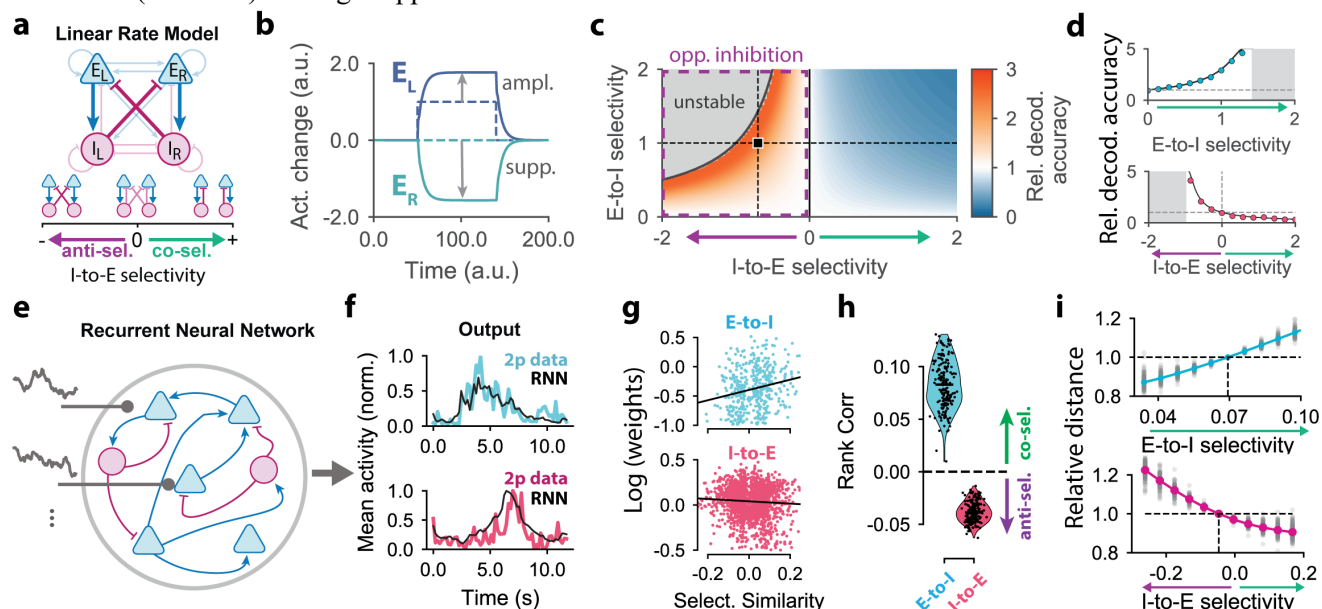 a
Linear Rate Model
E_L
E_R
I_L
I_R
-
0
+
anti-sel.
co-sel.
I-to-E selectivity
b
Act. change (a.u.)
2.0
0.0
-2.0
E_L
ampl.
supp.
E_R
0.0
100.0
200.0
Time (a.u.)
c
opp. inhibition
unstable
E-to-I selectivity
2
1
0
-2
0
2
I-to-E selectivity
3
2
1
0
Rel. decod.
accuracy
d
Rel. decod. accuracy
5
0
0
1
2
E-to-I selectivity
5
0
-2
-1
0
1
2
I-to-E selectivity
e
Recurrent Neural Network
...
f
Output
Mean activity (norm.)
1.0
0.5
0.0
2p data
RNN
1.0
0.5
0.0
2p data
RNN
0.0
5.0
10.0
Time (s)
g
Log (weights)
E-to-I
0.5
0.0
-0.5
-1.0
I-to-E
0.5
0.0
-0.5
-0.2
0.0
0.2
Select. Similarity
h
Rank Corr
0.10
0.05
0.00
-0.05
co-sel.
anti-sel.
E-to-I
I-to-E
i
Relative distance
1.2
1.0
0.8
0.04
0.07
0.10
E-to-I selectivity
1.2
1.0
0.8
-0.2
0.0
0.2
I-to-E selectivity